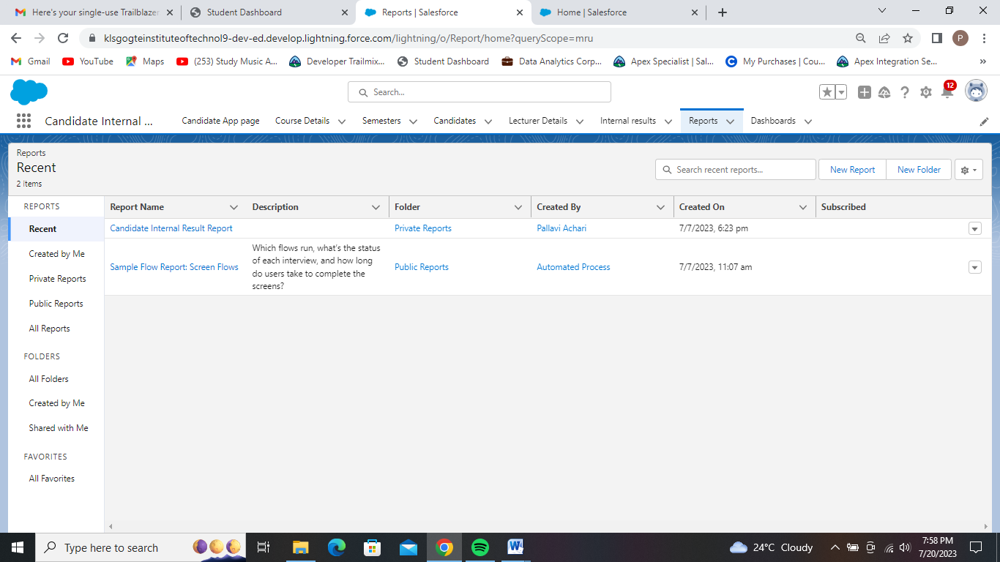 Here's your single-use Trailblazer
Student Dashboard
Reports | Salesforce
Home | Salesforce
klsgogteinstituteoftechnol9-dev-ed.develop.lightning.force.com/lightning/o/Report/home?queryScope=mru
P
Gmail
YouTube
Maps
(253) Study Music A...
Developer Trailmix...
Student Dashboard
Data Analytics Corp...
Apex Specialist | Sal...
My Purchases | Cou...
Apex Integration Se...
»
Search...
12
Candidate Internal ...
Candidate App page
Course Details
Semesters
Candidates
Lecturer Details
Internal results
Reports
Dashboards
Reports
Recent
2 items
Search recent reports...
New Report
New Folder
REPORTS
Recent
Created by Me
Private Reports
Public Reports
All Reports
FOLDERS
All Folders
Created by Me
Shared with Me
FAVORITES
All Favorites
Report Name
Description
Folder
Created By
Created On
Subscribed
Candidate Internal Result Report
Private Reports
Pallavi Achari
7/7/2023, 6:23 pm
Sample Flow Report: Screen Flows
Which flows run, what's the status
of each interview, and how long
do users take to complete the
screens?
Public Reports
Automated Process
7/7/2023, 11:07 am
Type here to search
24°C Cloudy
7:58 PM
7/20/2023